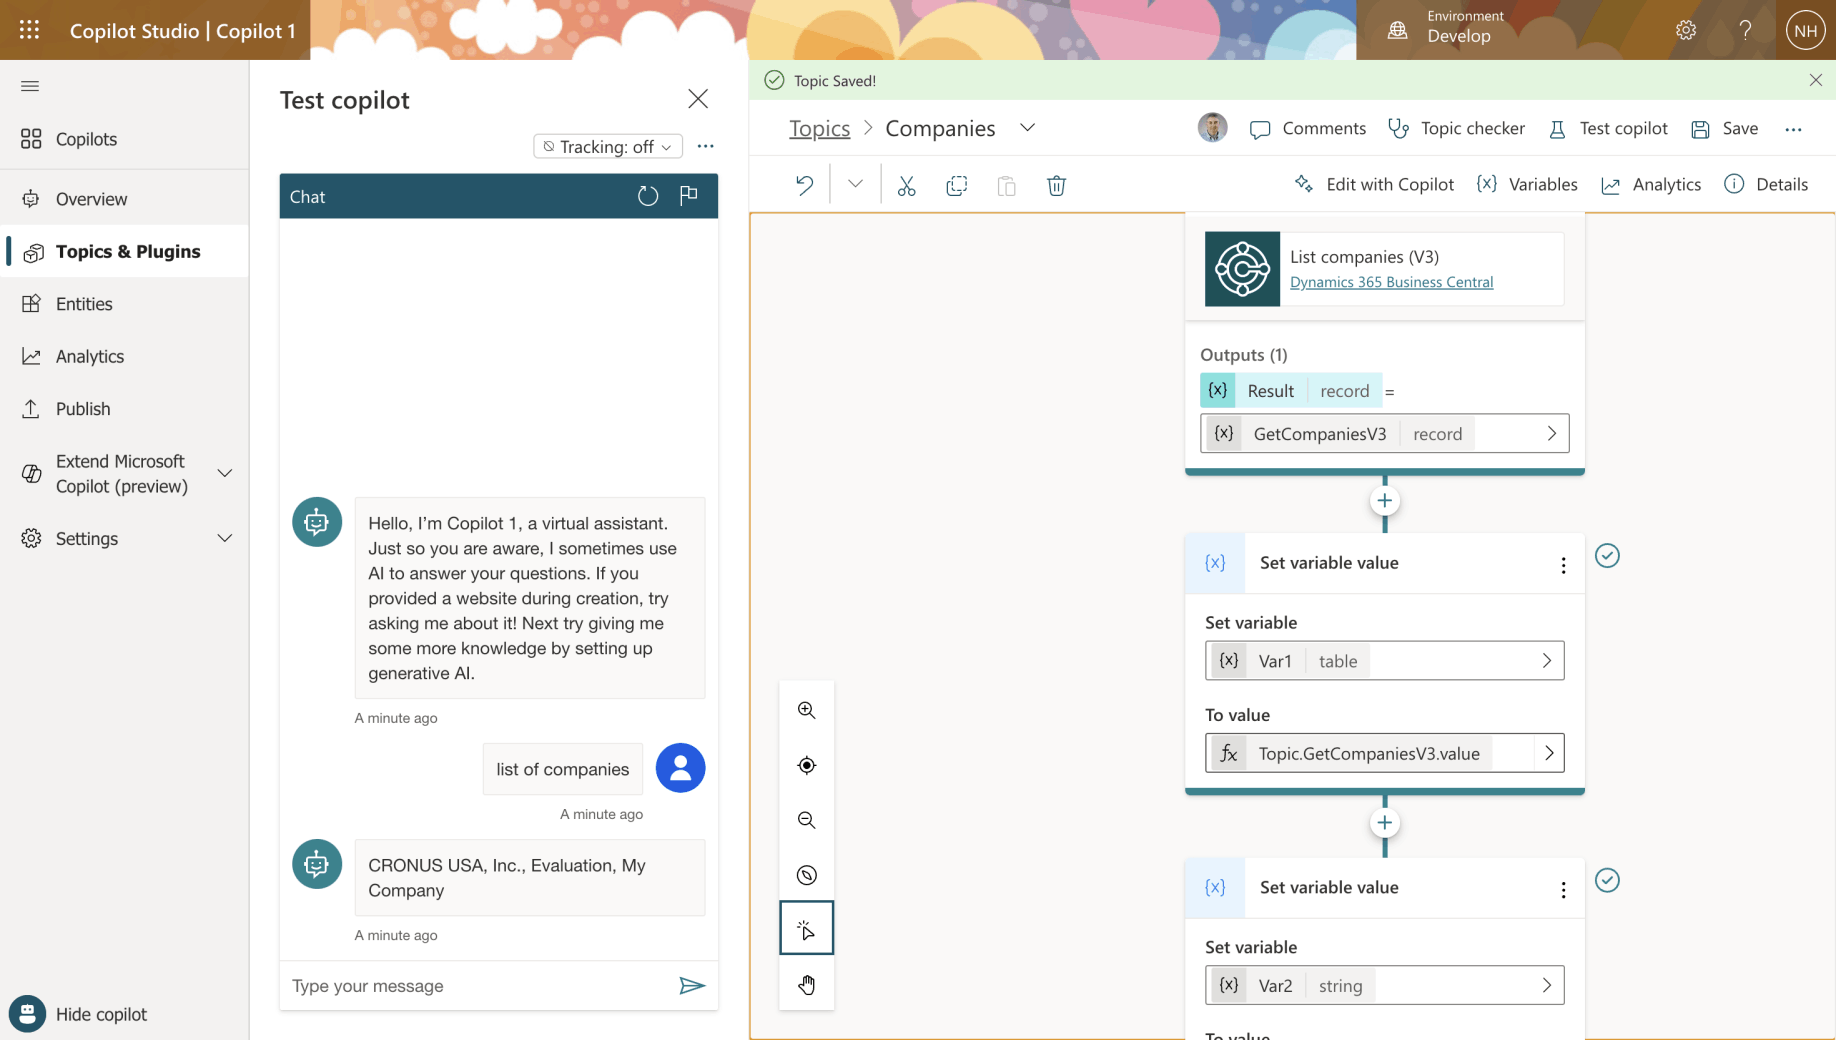 Copilot Studio | Copilot 1
Environment
Develop
NH
Copilots
Overview
Topics & Plugins
Entities
Analytics
Publish
Extend Microsoft
Copilot (preview)
Settings
Hide copilot
Test copilot
Tracking: off
Chat
Hello, I'm Copilot 1, a virtual assistant.
Just so you are aware, I sometimes use
AI to answer your questions. If you
provided a website during creation, try
asking me about it! Next try giving me
some more knowledge by setting up
generative AI.
A minute ago
list of companies
A minute ago
CRONUS USA, Inc., Evaluation, My
Company
A minute ago
Type your message
Topic Saved!
Topics > Companies
Comments
Topic checker
Test copilot
Save
Edit with Copilot
{x} Variables
Analytics
Details
List companies (V3)
Dynamics 365 Business Central
Outputs (1)
{x} Result record =
{x} GetCompaniesV3 record
{x} Set variable value
Set variable
{x} Var1 table
To value
fx Topic.GetCompaniesV3.value
{x} Set variable value
Set variable
{x} Var2 string
To value